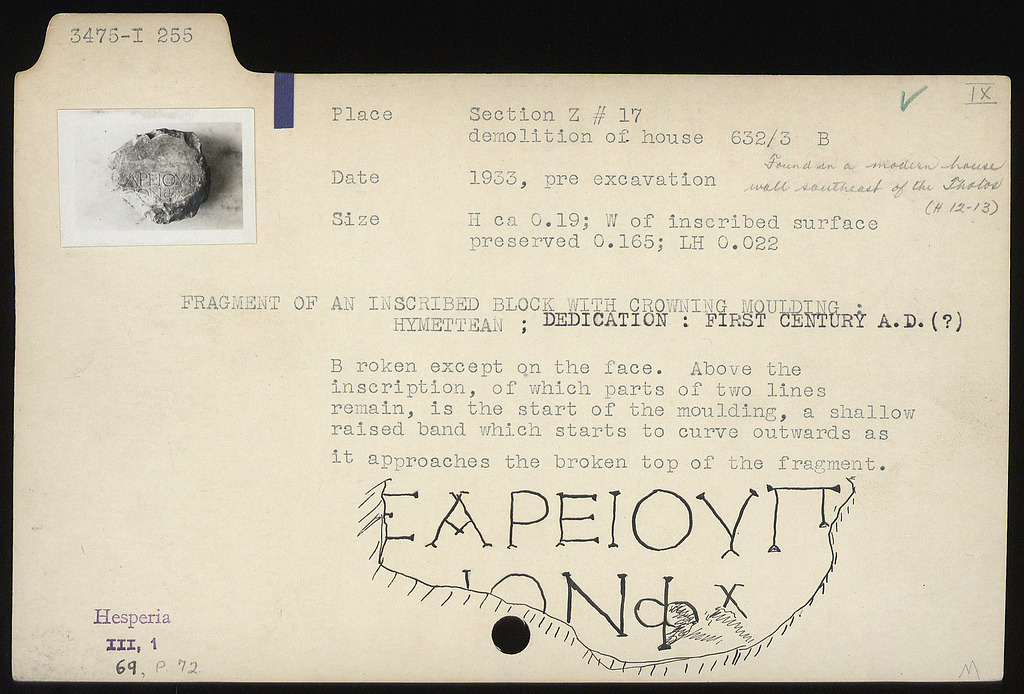 3475-I 255
IX
Place Section Z # 17
demolition of house 632/3 B
Found in a modern house
wall southeast of the Tholos
(H 12-13)
Date 1933, pre excavation
Size H ca 0.19; W of inscribed surface
preserved 0.165; LH 0.022
FRAGMENT OF AN INSCRIBED BLOCK WITH CROWNING MOULDING :
HYMETTEAN ; DEDICATION : FIRST CENTURY A.D.(?)
B roken except on the face. Above the
inscription, of which parts of two lines
remain, is the start of the moulding, a shallow
raised band which starts to curve outwards as
it approaches the broken top of the fragment.
ΕΑΡΕΙΟΥΠ
ΙΟΝΦΧ
Hesperia
III, 1
69, P. 72
M